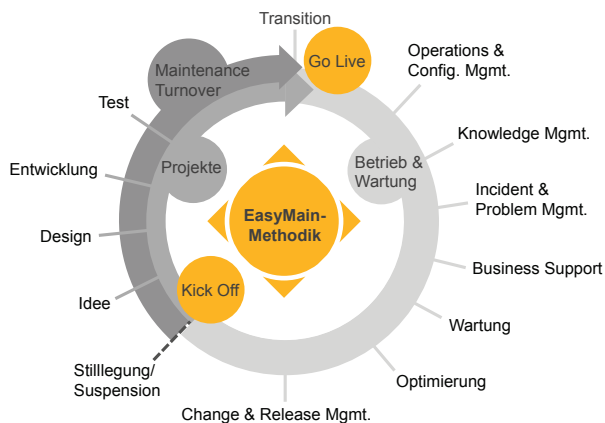 Transition
Go Live
Operations &
Config. Mgmt.
Maintenance
Turnover
Test
Knowledge Mgmt.
Entwicklung
Projekte
Betrieb &
Wartung
Incident &
Problem Mgmt.
EasyMain-
Methodik
Design
Business Support
Kick Off
Idee
Wartung
Stilllegung/
Suspension
Optimierung
Change & Release Mgmt.